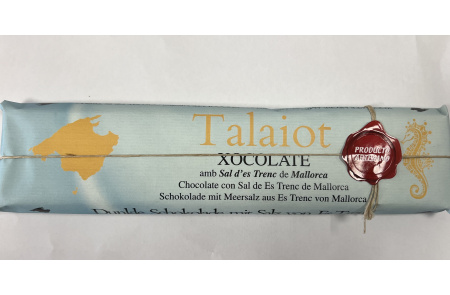 Talaiot
XOCOLATE
amb Sal d'es Trenc de Mallorca
Chocolate con Sal de Es Trenc de Mallorca
Schokolade mit Meersalz aus Es Trenc von Mallorca
PRODUCTO